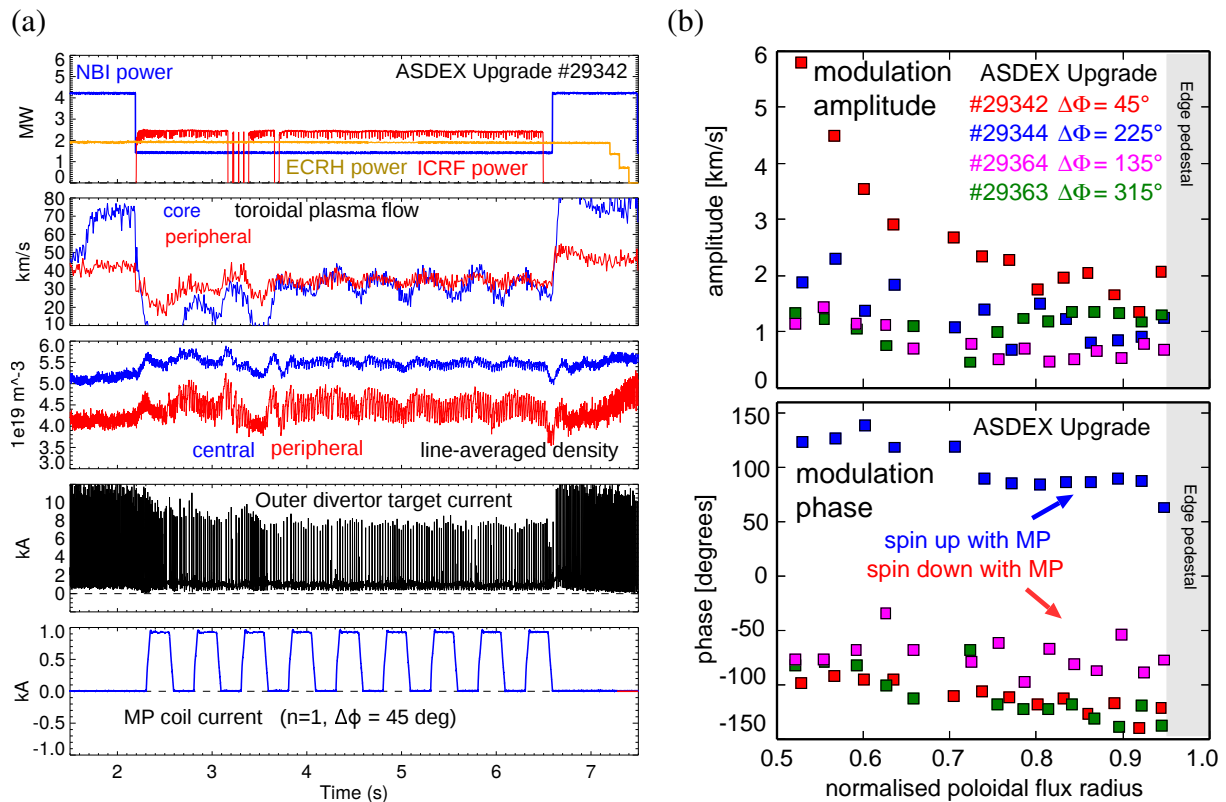 (a)
6
5
4
3
2
1
0
MW
NBI power
ASDEX Upgrade #29342
ECRH power
ICRF power
80
70
60
50
40
30
20
10
km/s
core
toroidal plasma flow
peripheral
6.0
5.5
5.0
4.5
4.0
3.5
3.0
1e19 m^-3
central
peripheral
line-averaged density
10
8
6
4
2
0
kA
Outer divertor target current
1.0
0.5
0.0
-0.5
-1.0
kA
MP coil current (n=1, Δϕ = 45 deg)
2 3 4 5 6 7
Time (s)
(b)
6
5
4
3
2
1
0
amplitude [km/s]
modulation
amplitude
ASDEX Upgrade
#29342 ΔΦ = 45°
#29344 ΔΦ = 225°
#29364 ΔΦ = 135°
#29363 ΔΦ = 315°
Edge pedestal
150
100
50
0
-50
-100
-150
phase [degrees]
ASDEX Upgrade
modulation
phase
spin up with MP
spin down with MP
Edge pedestal
0.5 0.6 0.7 0.8 0.9 1.0
normalised poloidal flux radius